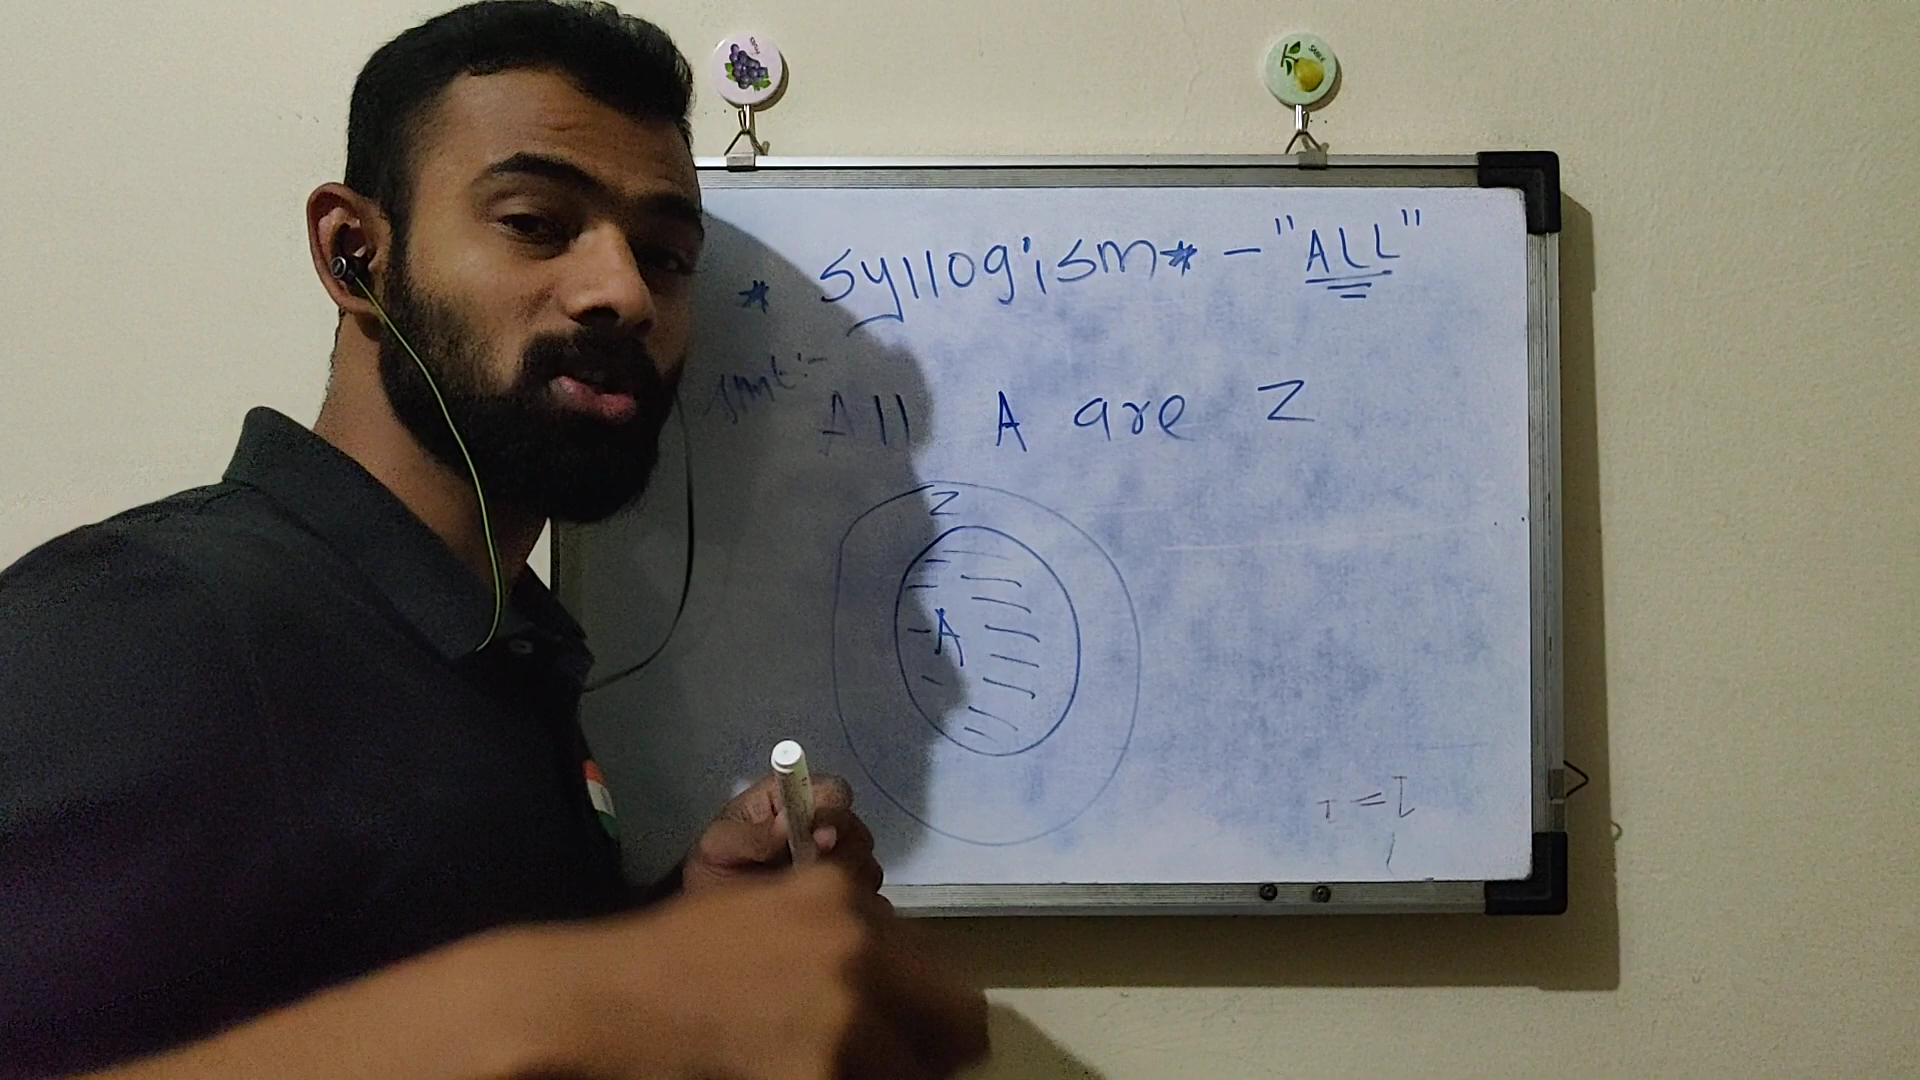 * syllogism* - "ALL"
stmt:-
All A are Z
Z
A